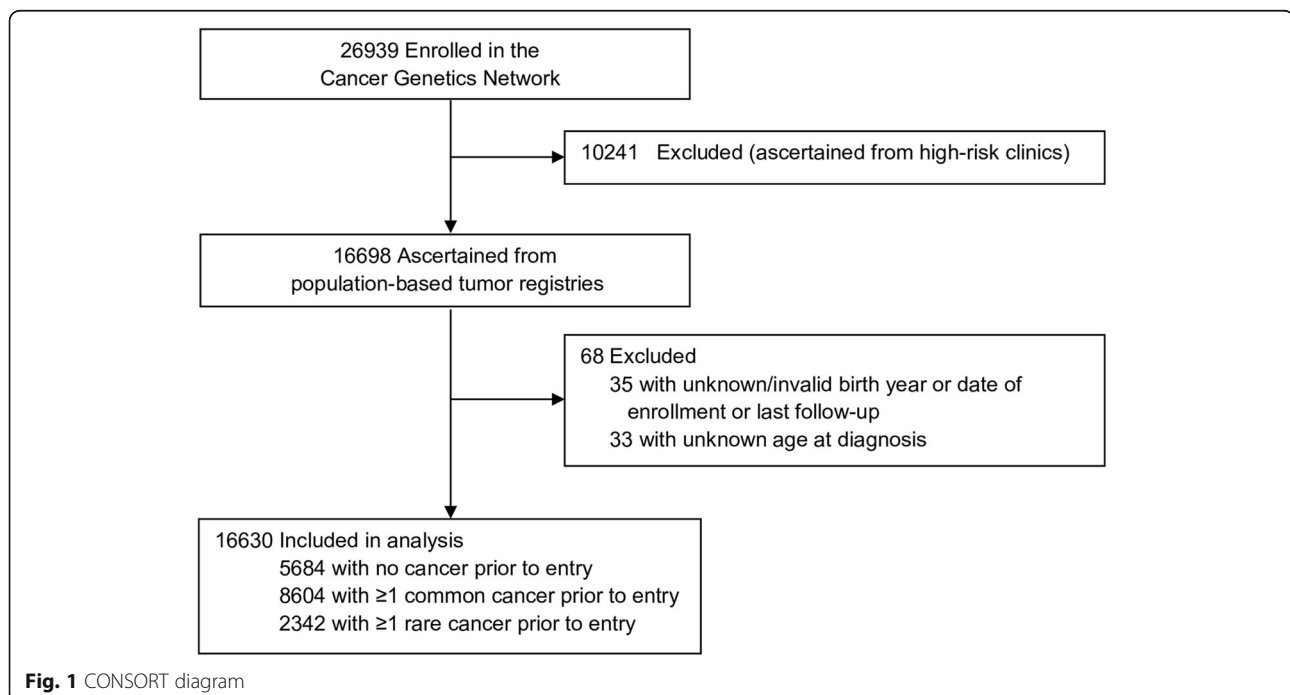 26939 Enrolled in the
Cancer Genetics Network
10241 Excluded (ascertained from high-risk clinics)
16698 Ascertained from
population-based tumor registries
68 Excluded
35 with unknown/invalid birth year or date of
enrollment or last follow-up
33 with unknown age at diagnosis
16630 Included in analysis
5684 with no cancer prior to entry
8604 with ≥1 common cancer prior to entry
2342 with ≥1 rare cancer prior to entry
Fig. 1 CONSORT diagram